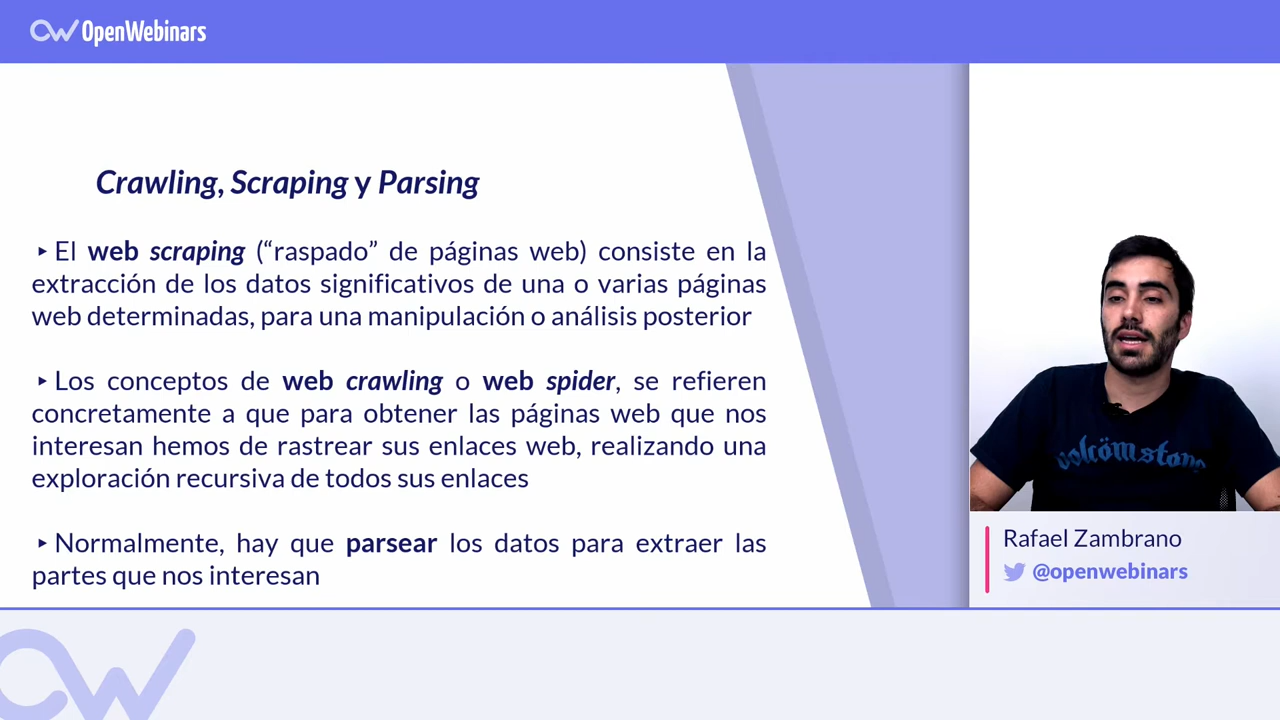 OpenWebinars
Crawling, Scraping y Parsing
‣ El web scraping (“raspado” de páginas web) consiste en la
extracción de los datos significativos de una o varias páginas
web determinadas, para una manipulación o análisis posterior
‣ Los conceptos de web crawling o web spider, se refieren
concretamente a que para obtener las páginas web que nos
interesan hemos de rastrear sus enlaces web, realizando una
exploración recursiva de todos sus enlaces
‣ Normalmente, hay que parsear los datos para extraer las
partes que nos interesan
volcöm stone
Rafael Zambrano
@openwebinars